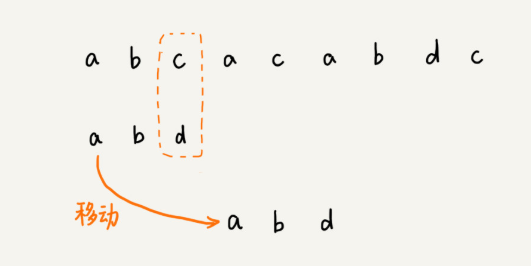 a b c a c a b d c
a b d
移动
a b d